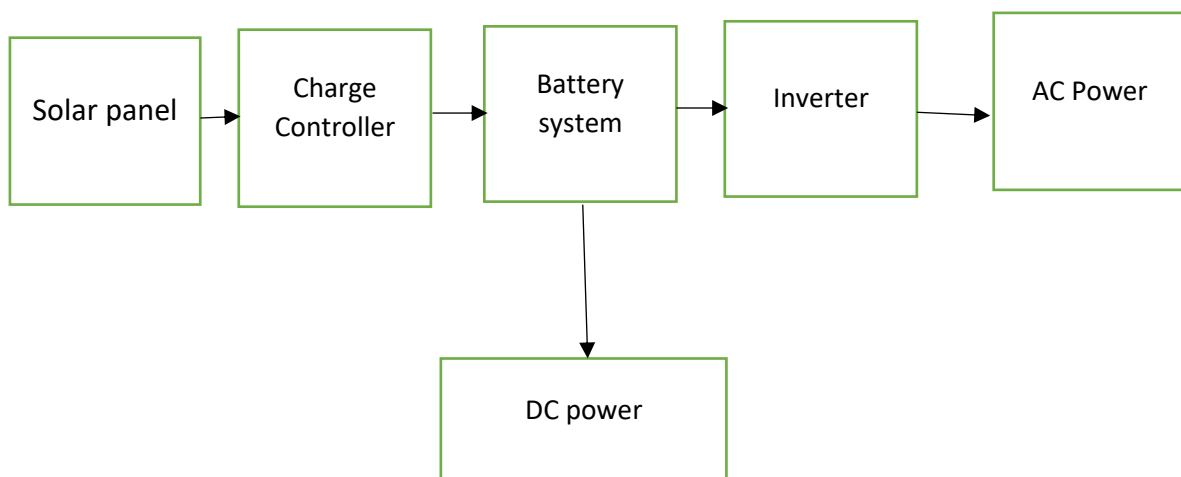 Solar panel
Charge
Controller
Battery
system
Inverter
AC Power
DC power